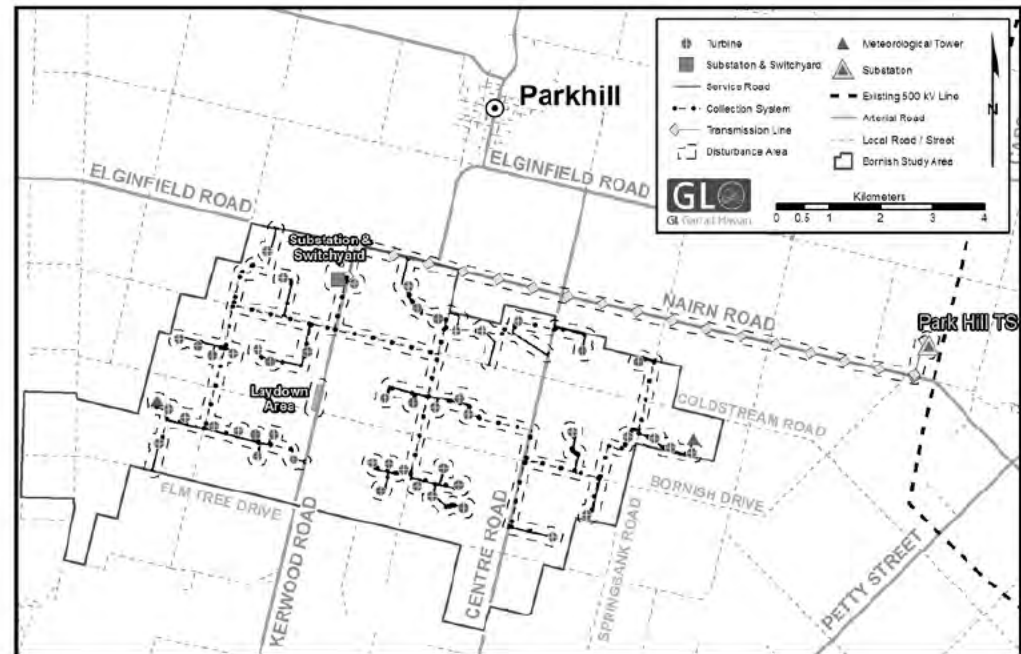 Parkhill
ELGINFIELD ROAD
ELGINFIELD ROAD
Substation &
Switchyard
NAIRN ROAD
Park Hill TS
Laydown
Area
COLDSTREAM ROAD
ELM TREE DRIVE
BORNISH DRIVE
KERWOOD ROAD
CENTRE ROAD
SPRINGBANK ROAD
PETTY STREET
Turbine
Substation & Switchyard
Service Road
Collection System
Transmission Line
Disturbance Area
Meteorological Tower
Substation
Existing 500 kV Line
Arterial Road
Local Road / Street
Bornish Study Area
N
GL
GL Garrad Hassan
Kilometers
0 0.5 1 2 3 4